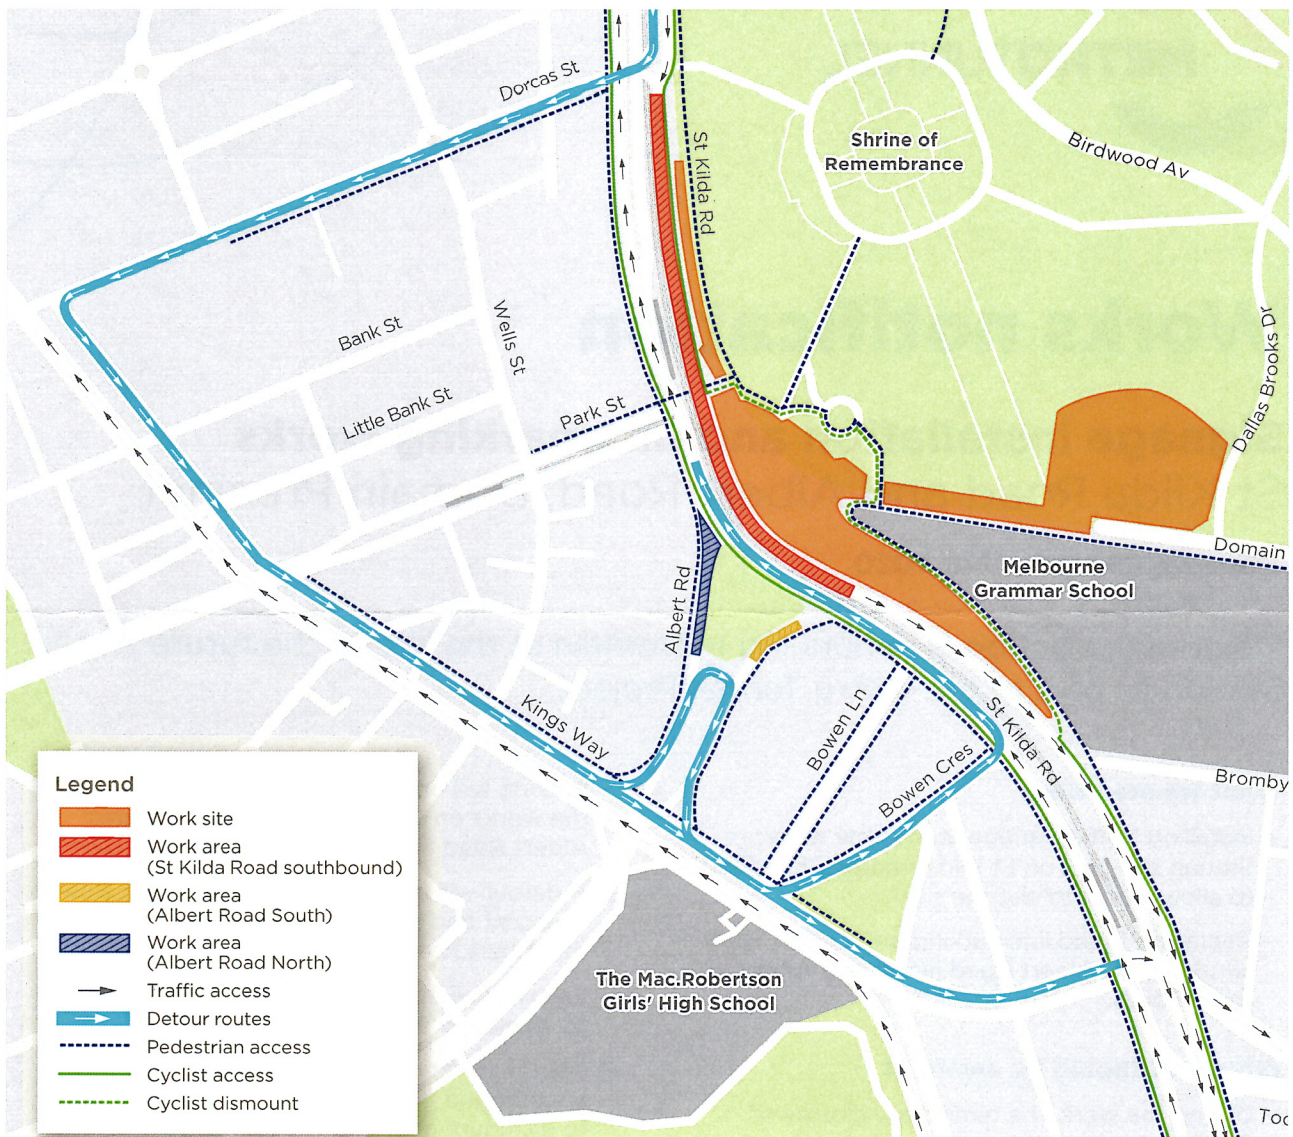 Dorcas St
St Kilda Rd
Shrine of
Remembrance
Birdwood Av
Dallas Brooks Dr
Bank St
Wells St
Little Bank St
Park St
Domain
Melbourne
Grammar School
Albert Rd
Kings Way
Bowen Ln
Bowen Cres
St Kilda Rd
Bromby
The Mac.Robertson
Girls' High School
Legend
Work site
Work area
(St Kilda Road southbound)
Work area
(Albert Road South)
Work area
(Albert Road North)
Traffic access
Detour routes
Pedestrian access
Cyclist access
Cyclist dismount